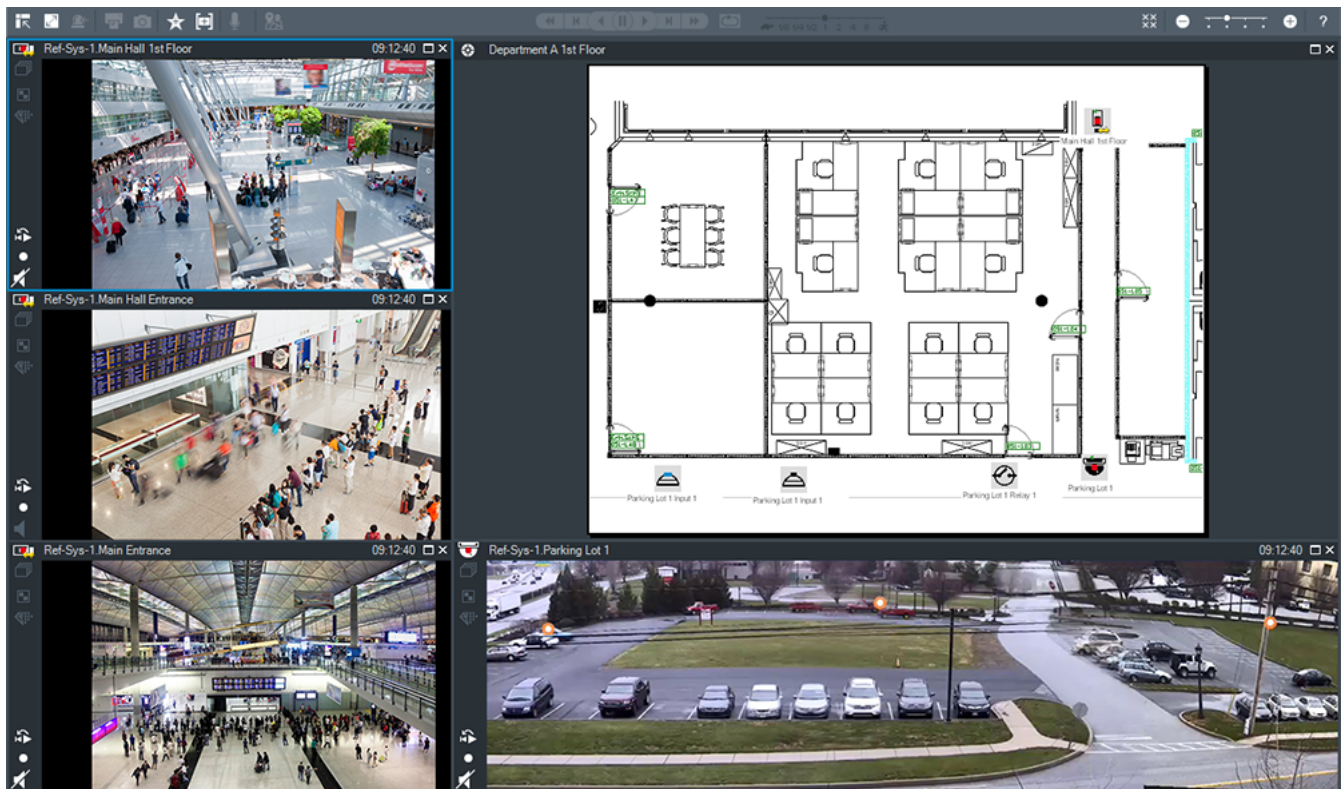 ?
Ref-Sys-1.Main Hall 1st Floor 09:12:40
Department A 1st Floor
Main Hall 1st Floor
Ref-Sys-1.Main Hall Entrance 09:12:40
Parking Lot 1 Input 1
Parking Lot 1 Input 1
Parking Lot 1 Relay 1
Parking Lot 1
Ref-Sys-1.Main Entrance 09:12:40
Ref-Sys-1.Parking Lot 1 09:12:40